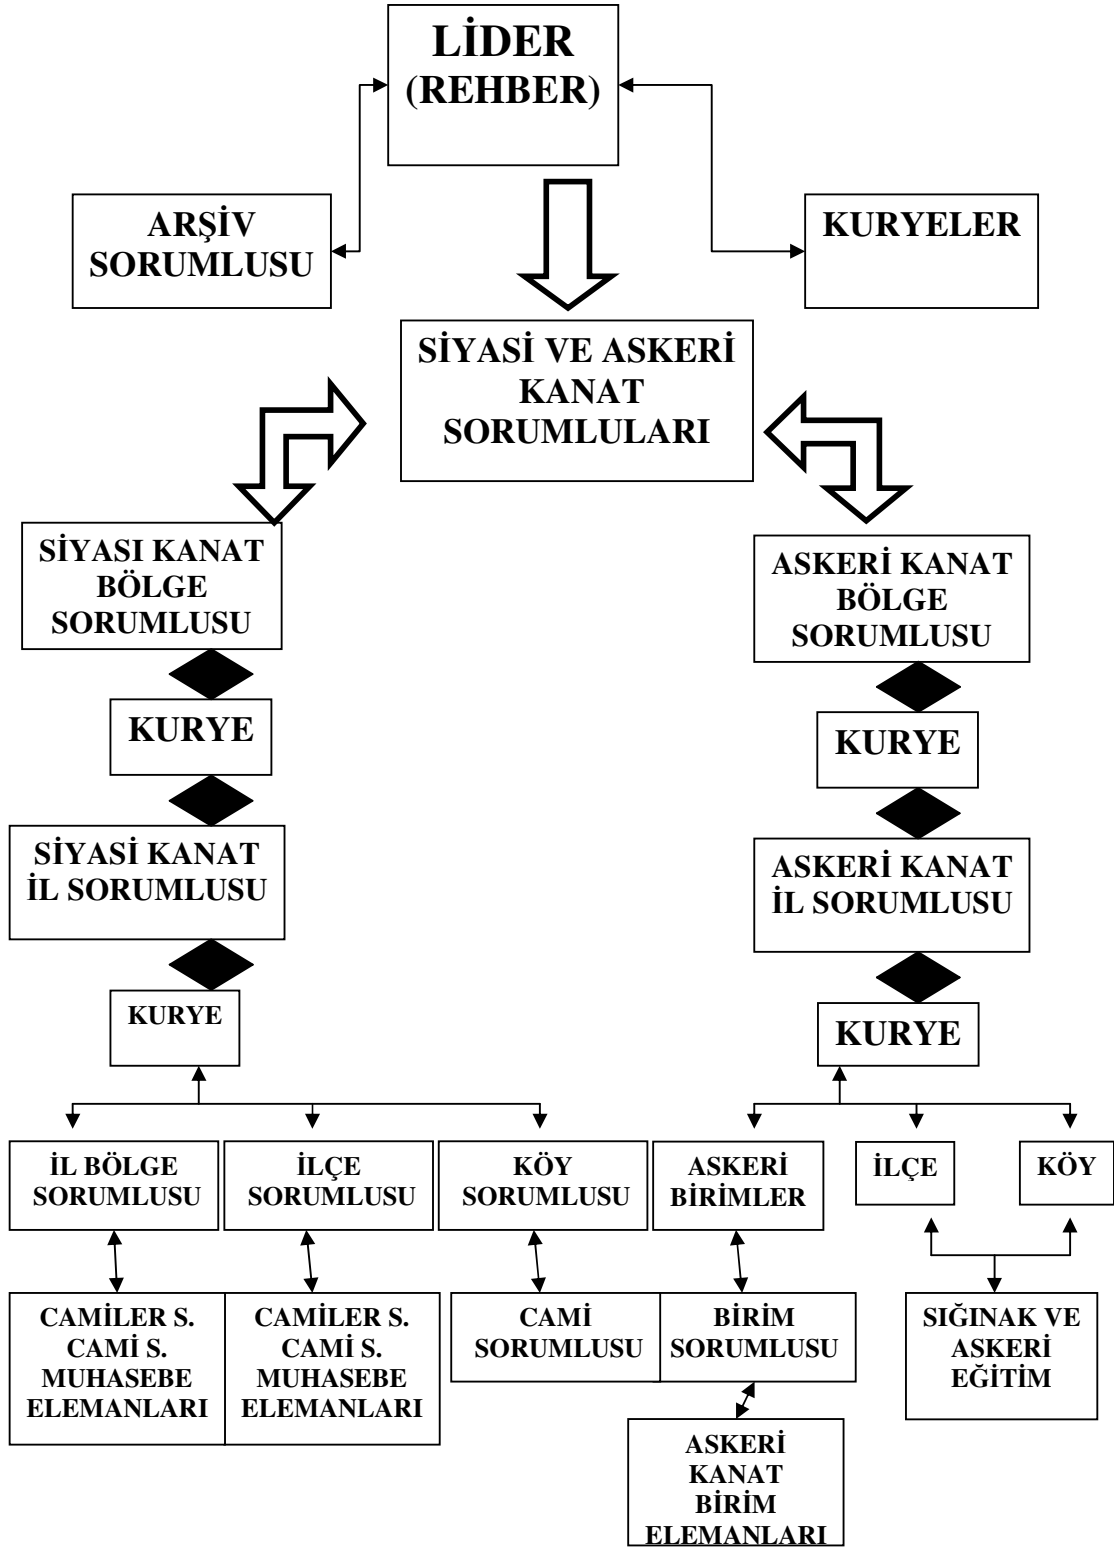 LİDER
(REHBER)
ARŞİV
SORUMLUSU
KURYELER
SİYASİ VE ASKERİ
KANAT
SORUMLULARI
SİYASI KANAT
BÖLGE
SORUMLUSU
ASKERİ KANAT
BÖLGE
SORUMLUSU
KURYE
KURYE
SİYASİ KANAT
İL SORUMLUSU
ASKERİ KANAT
İL SORUMLUSU
KURYE
KURYE
İL BÖLGE
SORUMLUSU
İLÇE
SORUMLUSU
KÖY
SORUMLUSU
ASKERİ
BİRİMLER
İLÇE
KÖY
CAMİLER S.
CAMİ S.
MUHASEBE
ELEMANLARI
CAMİLER S.
CAMİ S.
MUHASEBE
ELEMANLARI
CAMİ
SORUMLUSU
BİRİM
SORUMLUSU
SIĞINAK VE
ASKERİ
EĞİTİM
ASKERİ
KANAT
BİRİM
ELEMANLARI